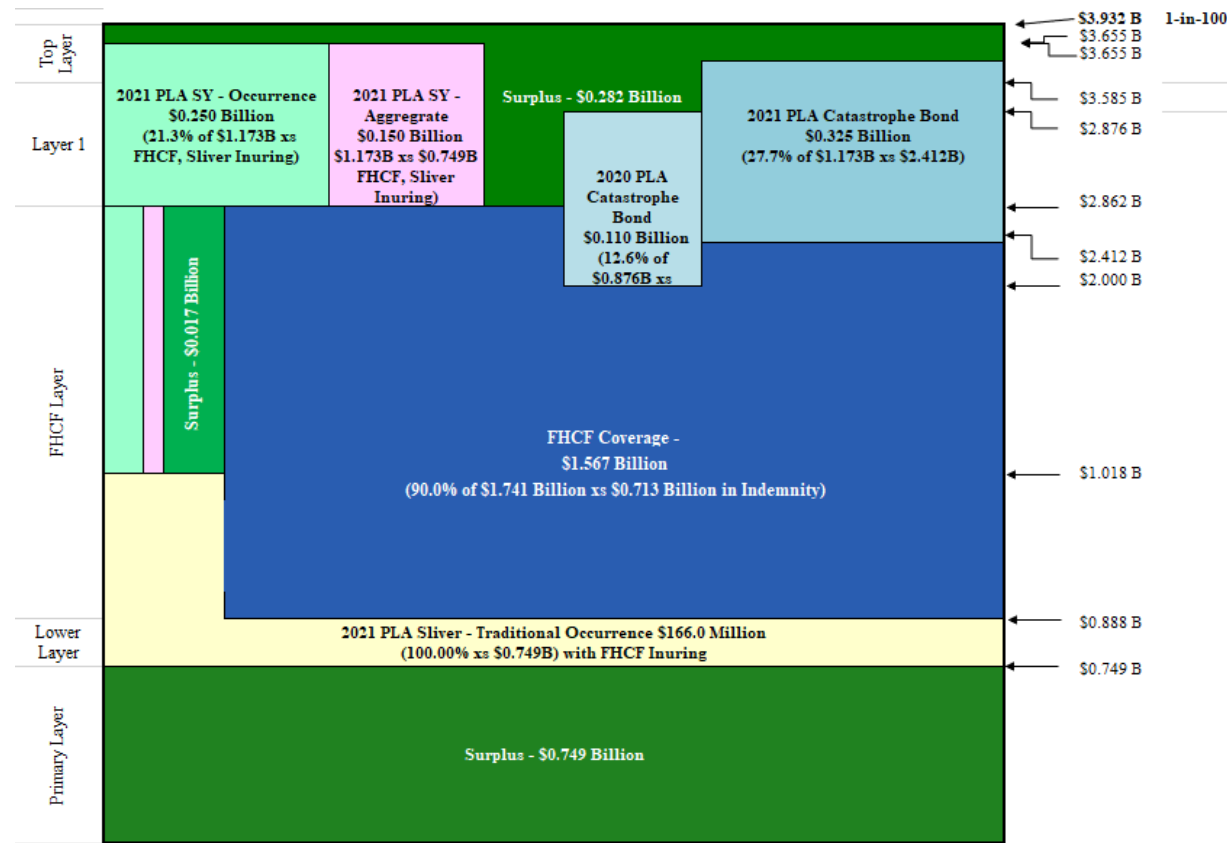 Top
Layer
Layer 1
FHCF Layer
Lower
Layer
Primary Layer
2021 PLA SY - Occurrence
$0.250 Billion
(21.3% of $1.173B xs
FHCF, Sliver Inuring)
2021 PLA SY -
Aggregrate
$0.150 Billion
$1.173B xs $0.749B
FHCF, Sliver
Inuring)
Surplus - $0.282 Billion
2020 PLA
Catastrophe
Bond
$0.110 Billion
(12.6% of
$0.876B xs
2021 PLA Catastrophe Bond
$0.325 Billion
(27.7% of $1.173B xs $2.412B)
Surplus - $0.017 Billion
FHCF Coverage -
$1.567 Billion
(90.0% of $1.741 Billion xs $0.713 Billion in Indemnity)
2021 PLA Sliver - Traditional Occurrence $166.0 Million
(100.00% xs $0.749B) with FHCF Inuring
Surplus - $0.749 Billion
$3.932 B 1-in-100
$3.655 B
$3.655 B
$3.585 B
$2.876 B
$2.862 B
$2.412 B
$2.000 B
$1.018 B
$0.888 B
$0.749 B